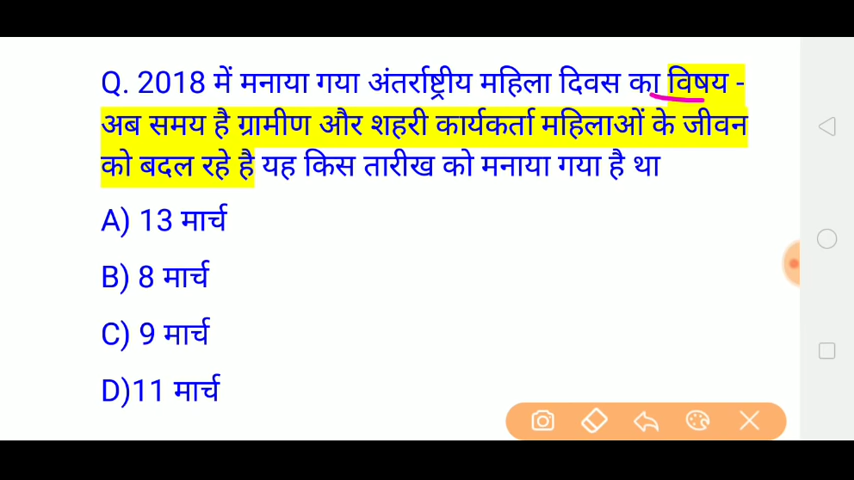 Q. 2018 में मनाया गया अंतर्राष्ट्रीय महिला दिवस का विषय -
अब समय है ग्रामीण और शहरी कार्यकर्ता महिलाओं के जीवन
को बदल रहे है यह किस तारीख को मनाया गया है था
A) 13 मार्च
B) 8 मार्च
C) 9 मार्च
D)11 मार्च